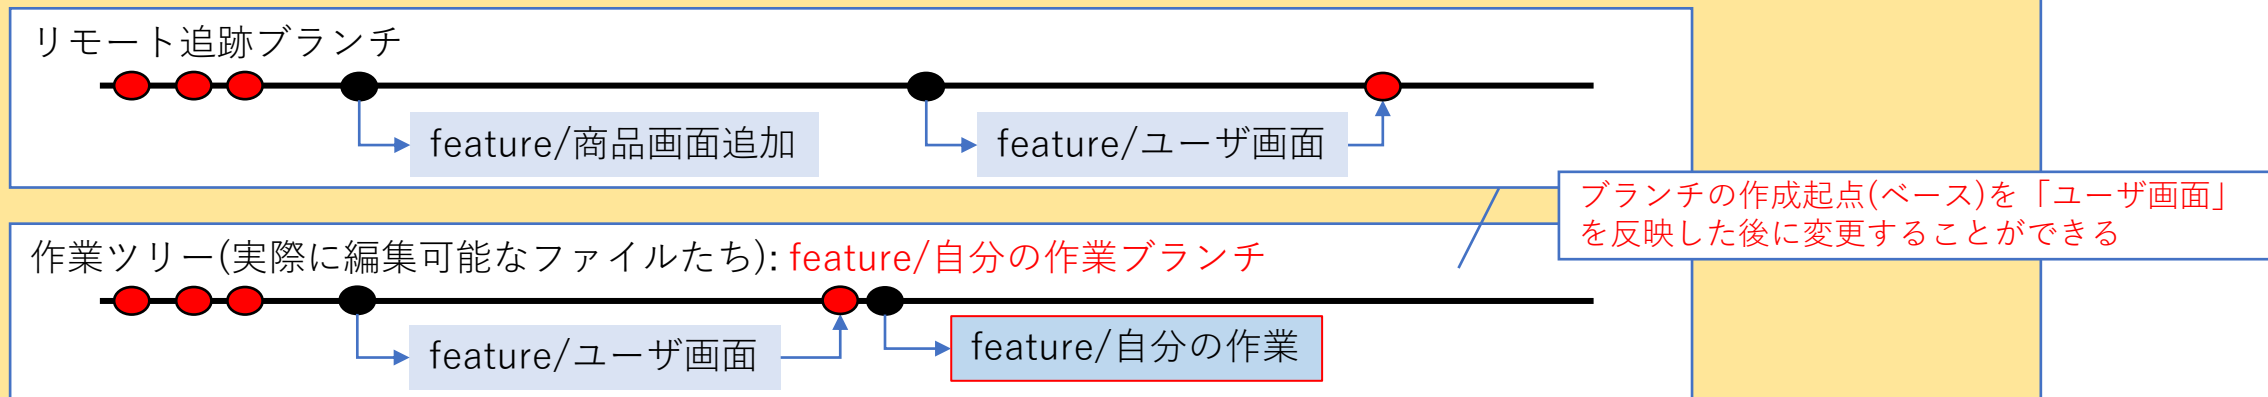 リモート追跡ブランチ
feature/商品画面追加
feature/ユーザ画面
ブランチの作成起点(ベース)を「ユーザ画面」
を反映した後に変更することができる
作業ツリー(実際に編集可能なファイルたち): feature/自分の作業ブランチ
feature/ユーザ画面
feature/自分の作業